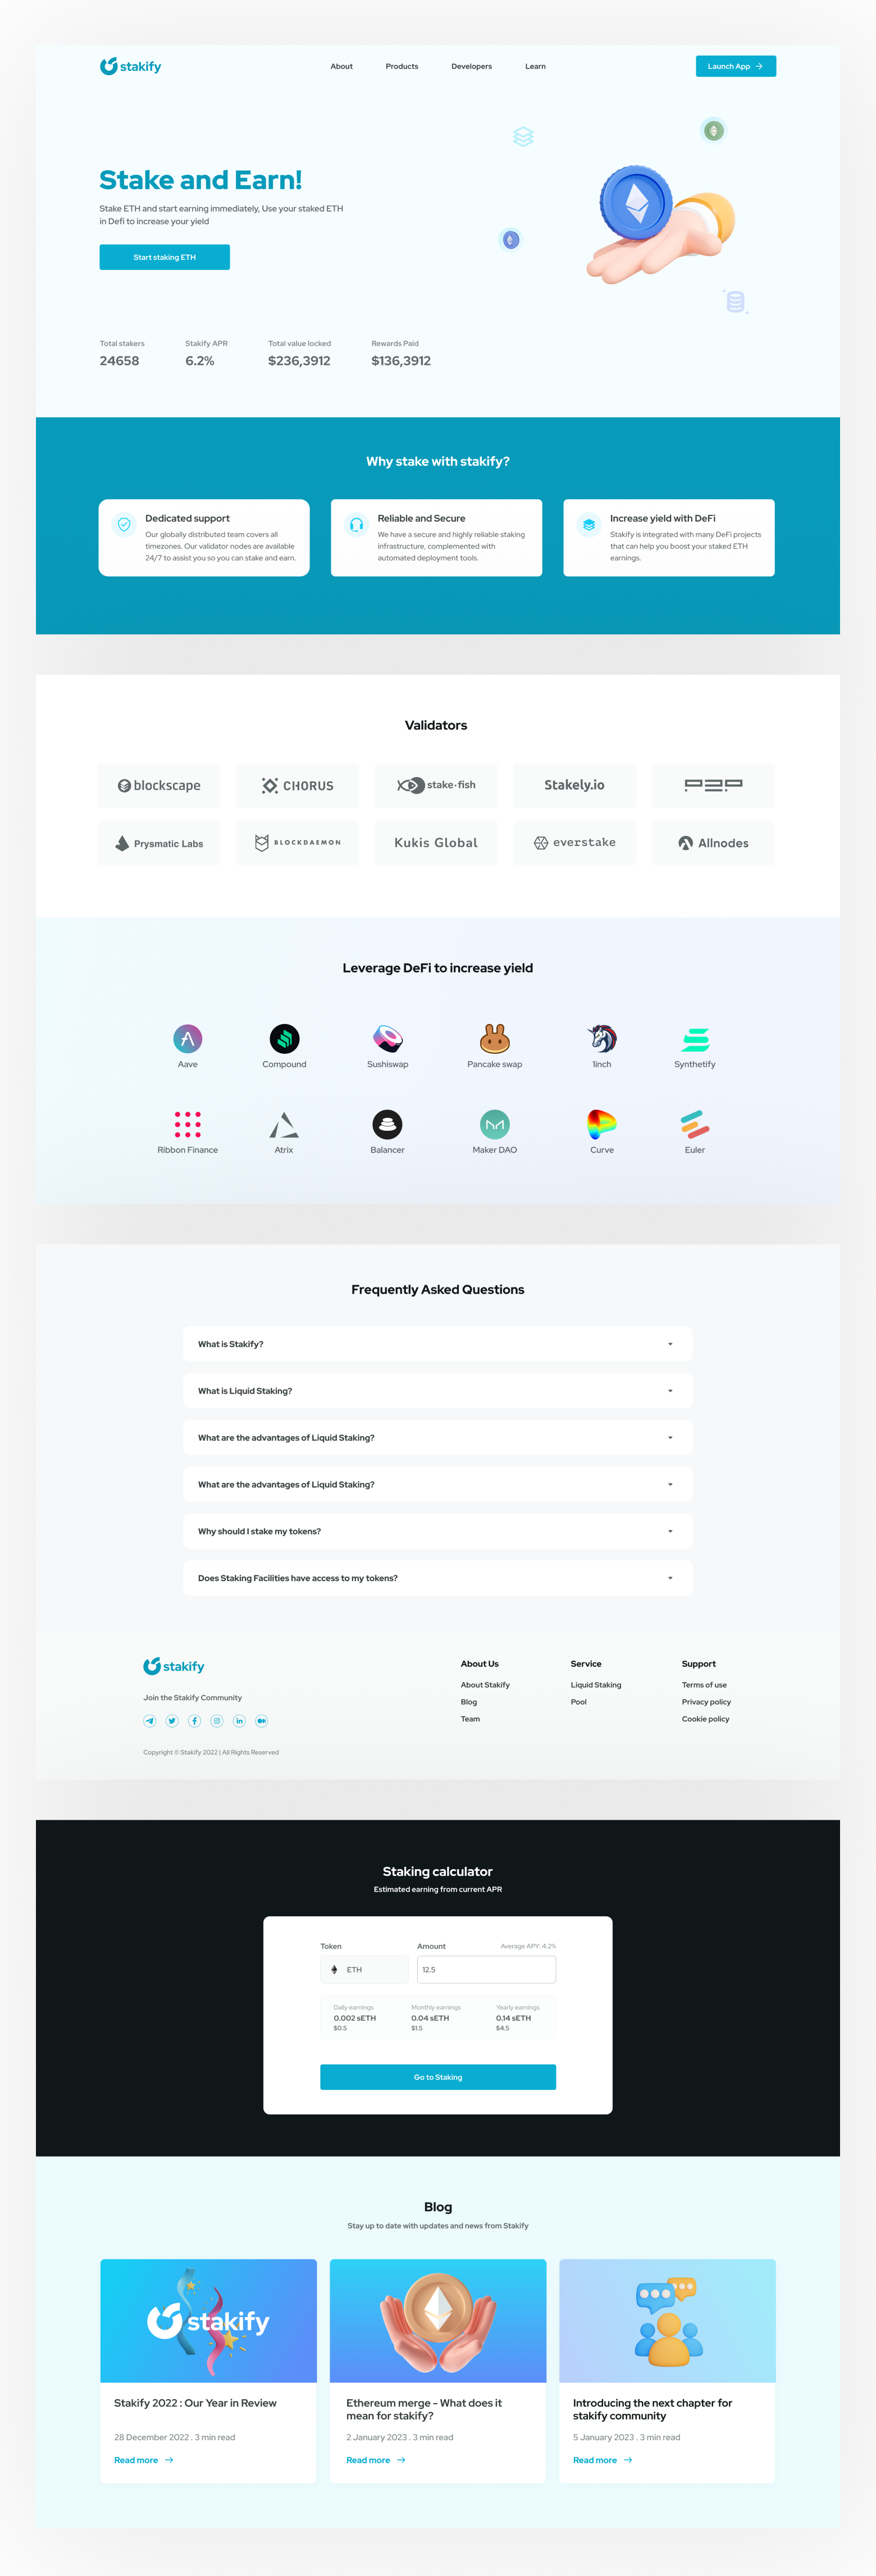 stakify
About
Products
Developers
Learn
Launch App
Stake and Earn!
Stake ETH and start earning immediately, Use your staked ETH
in Defi to increase your yield
Start staking ETH
Total stakers
24658
Stakify APR
6.2%
Total value locked
$236,3912
Rewards Paid
$136,3912
Why stake with stakify?
Dedicated support
Our globally distributed team covers all
timezones. Our validator nodes are available
24/7 to assist you so you can stake and earn.
Reliable and Secure
We have a secure and highly reliable staking
infrastructure, complemented with
automated deployment tools.
Increase yield with DeFi
Stakify is integrated with many DeFi projects
that can help you boost your staked ETH
earnings.
Validators
blockscape
CHORUS
stake·fish
Stakely.io
P2P
Prysmatic Labs
BLOCKDAEMON
Kukis Global
everstake
Allnodes
Leverage DeFi to increase yield
Aave
Compound
Sushiswap
Pancake swap
1inch
Synthetify
Ribbon Finance
Atrix
Balancer
Maker DAO
Curve
Euler
Frequently Asked Questions
What is Stakify?
What is Liquid Staking?
What are the advantages of Liquid Staking?
What are the advantages of Liquid Staking?
Why should I stake my tokens?
Does Staking Facilities have access to my tokens?
stakify
Join the Stakify Community
Copyright © Stakify 2022 | All Rights Reserved
About Us
About Stakify
Blog
Team
Service
Liquid Staking
Pool
Support
Terms of use
Privacy policy
Cookie policy
Staking calculator
Estimated earning from current APR
Token
ETH
Amount
Average APY: 4.2%
12.5
Daily earnings
0.002 sETH
$0.5
Monthly earnings
0.04 sETH
$1.5
Yearly earnings
0.14 sETH
$4.5
Go to Staking
Blog
Stay up to date with updates and news from Stakify
stakify
Stakify 2022 : Our Year in Review
28 December 2022 . 3 min read
Read more
Ethereum merge - What does it
mean for stakify?
2 January 2023 . 3 min read
Read more
Introducing the next chapter for
stakify community
5 January 2023 . 3 min read
Read more